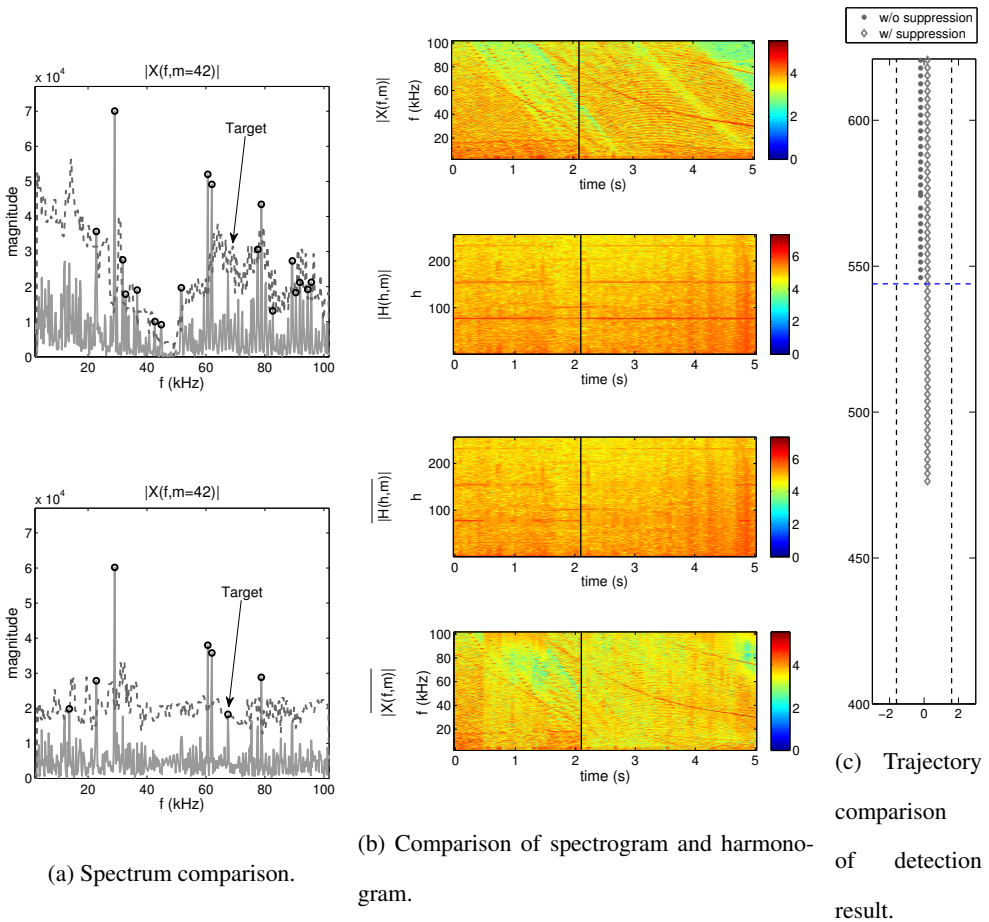 |X(f,m=42)|
x 10^4
7
6
5
4
3
2
1
0
magnitude
Target
20 40 60 80 100
f (kHz)
|X(f,m=42)|
x 10^4
7
6
5
4
3
2
1
0
magnitude
Target
20 40 60 80 100
f (kHz)
(a) Spectrum comparison.
|X(f,m)|
f (kHz)
100
80
60
40
20
0 1 2 3 4 5
time (s)
4
2
0
|H(h,m)|
h
200
100
0 1 2 3 4 5
time (s)
6
4
2
0
|H(h,m)|
h
200
100
0 1 2 3 4 5
time (s)
6
4
2
0
|X(f,m)|
f (kHz)
100
80
60
40
20
0 1 2 3 4 5
time (s)
4
2
0
(b) Comparison of spectrogram and harmono-
gram.
w/o suppression
w/ suppression
600
550
500
450
400
−2 0 2
(c) Trajectory
comparison
of detection
result.